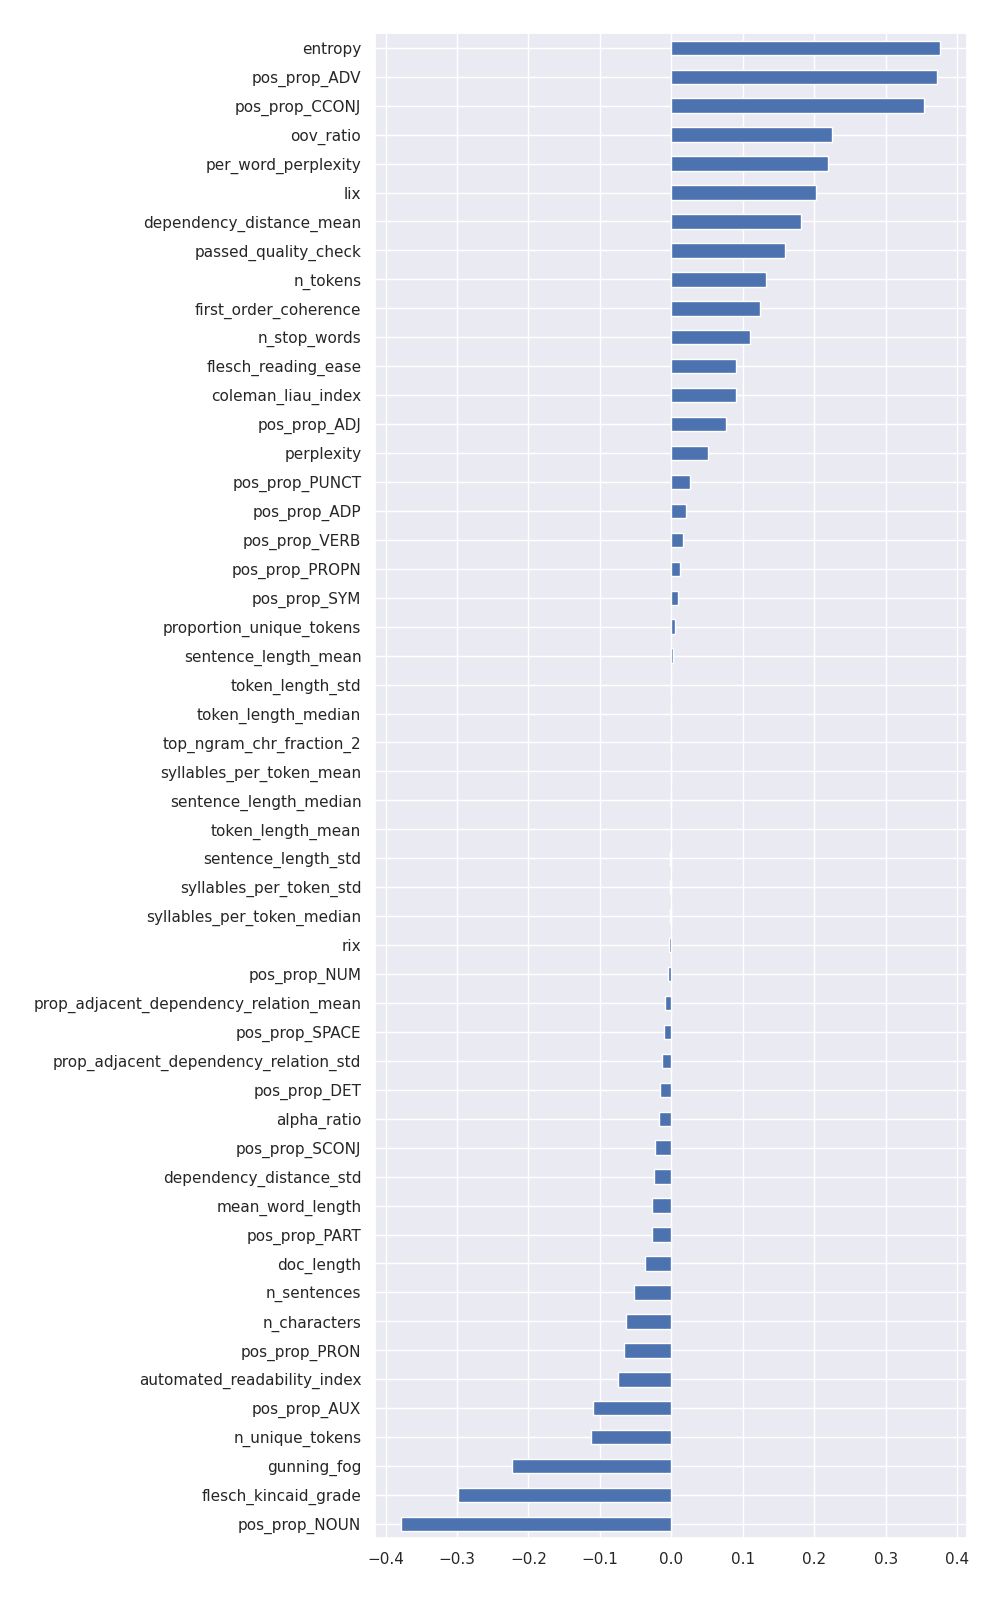 entropy
pos_prop_ADV
pos_prop_CCONJ
oov_ratio
per_word_perplexity
lix
dependency_distance_mean
passed_quality_check
n_tokens
first_order_coherence
n_stop_words
flesch_reading_ease
coleman_liau_index
pos_prop_ADJ
perplexity
pos_prop_PUNCT
pos_prop_ADP
pos_prop_VERB
pos_prop_PROPN
pos_prop_SYM
proportion_unique_tokens
sentence_length_mean
token_length_std
token_length_median
top_ngram_chr_fraction_2
syllables_per_token_mean
sentence_length_median
token_length_mean
sentence_length_std
syllables_per_token_std
syllables_per_token_median
rix
pos_prop_NUM
prop_adjacent_dependency_relation_mean
pos_prop_SPACE
prop_adjacent_dependency_relation_std
pos_prop_DET
alpha_ratio
pos_prop_SCONJ
dependency_distance_std
mean_word_length
pos_prop_PART
doc_length
n_sentences
n_characters
pos_prop_PRON
automated_readability_index
pos_prop_AUX
n_unique_tokens
gunning_fog
flesch_kincaid_grade
pos_prop_NOUN
−0.4 −0.3 −0.2 −0.1 0.0 0.1 0.2 0.3 0.4